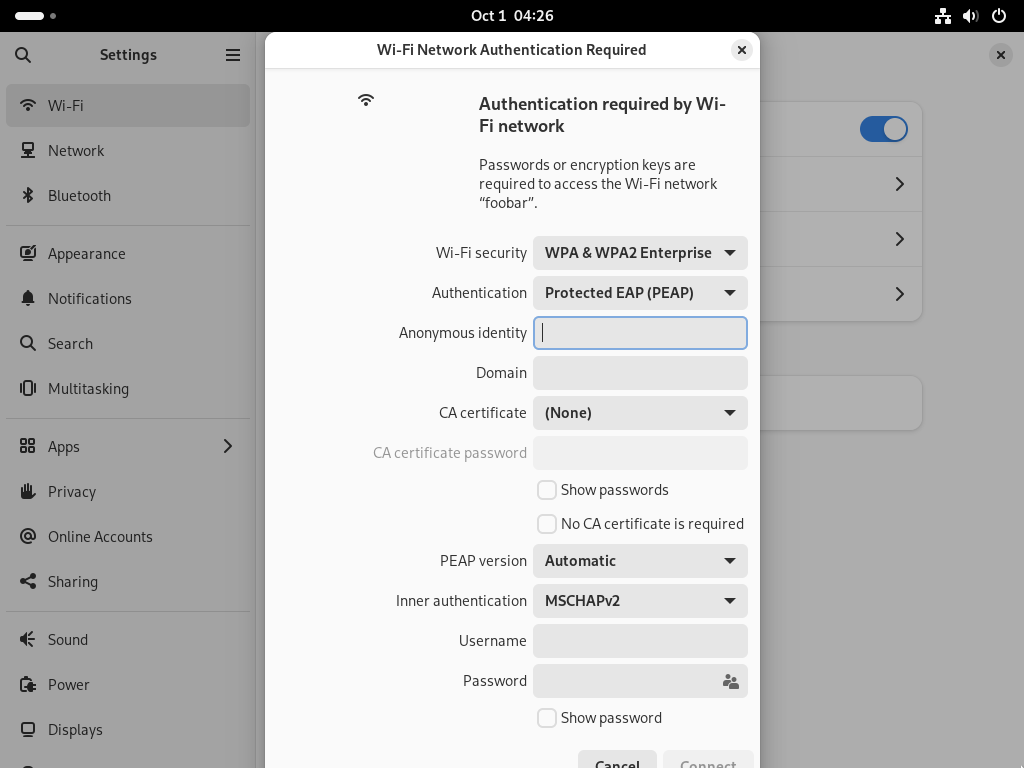 Oct 1 04:26
Settings
Wi-Fi
Network
Bluetooth
Appearance
Notifications
Search
Multitasking
Apps
Privacy
Online Accounts
Sharing
Sound
Power
Displays
Wi-Fi Network Authentication Required
Authentication required by Wi-
Fi network
Passwords or encryption keys are
required to access the Wi-Fi network
“foobar”.
Wi-Fi security WPA & WPA2 Enterprise
Authentication Protected EAP (PEAP)
Anonymous identity
Domain
CA certificate (None)
CA certificate password
Show passwords
No CA certificate is required
PEAP version Automatic
Inner authentication MSCHAPv2
Username
Password
Show password
Cancel Connect